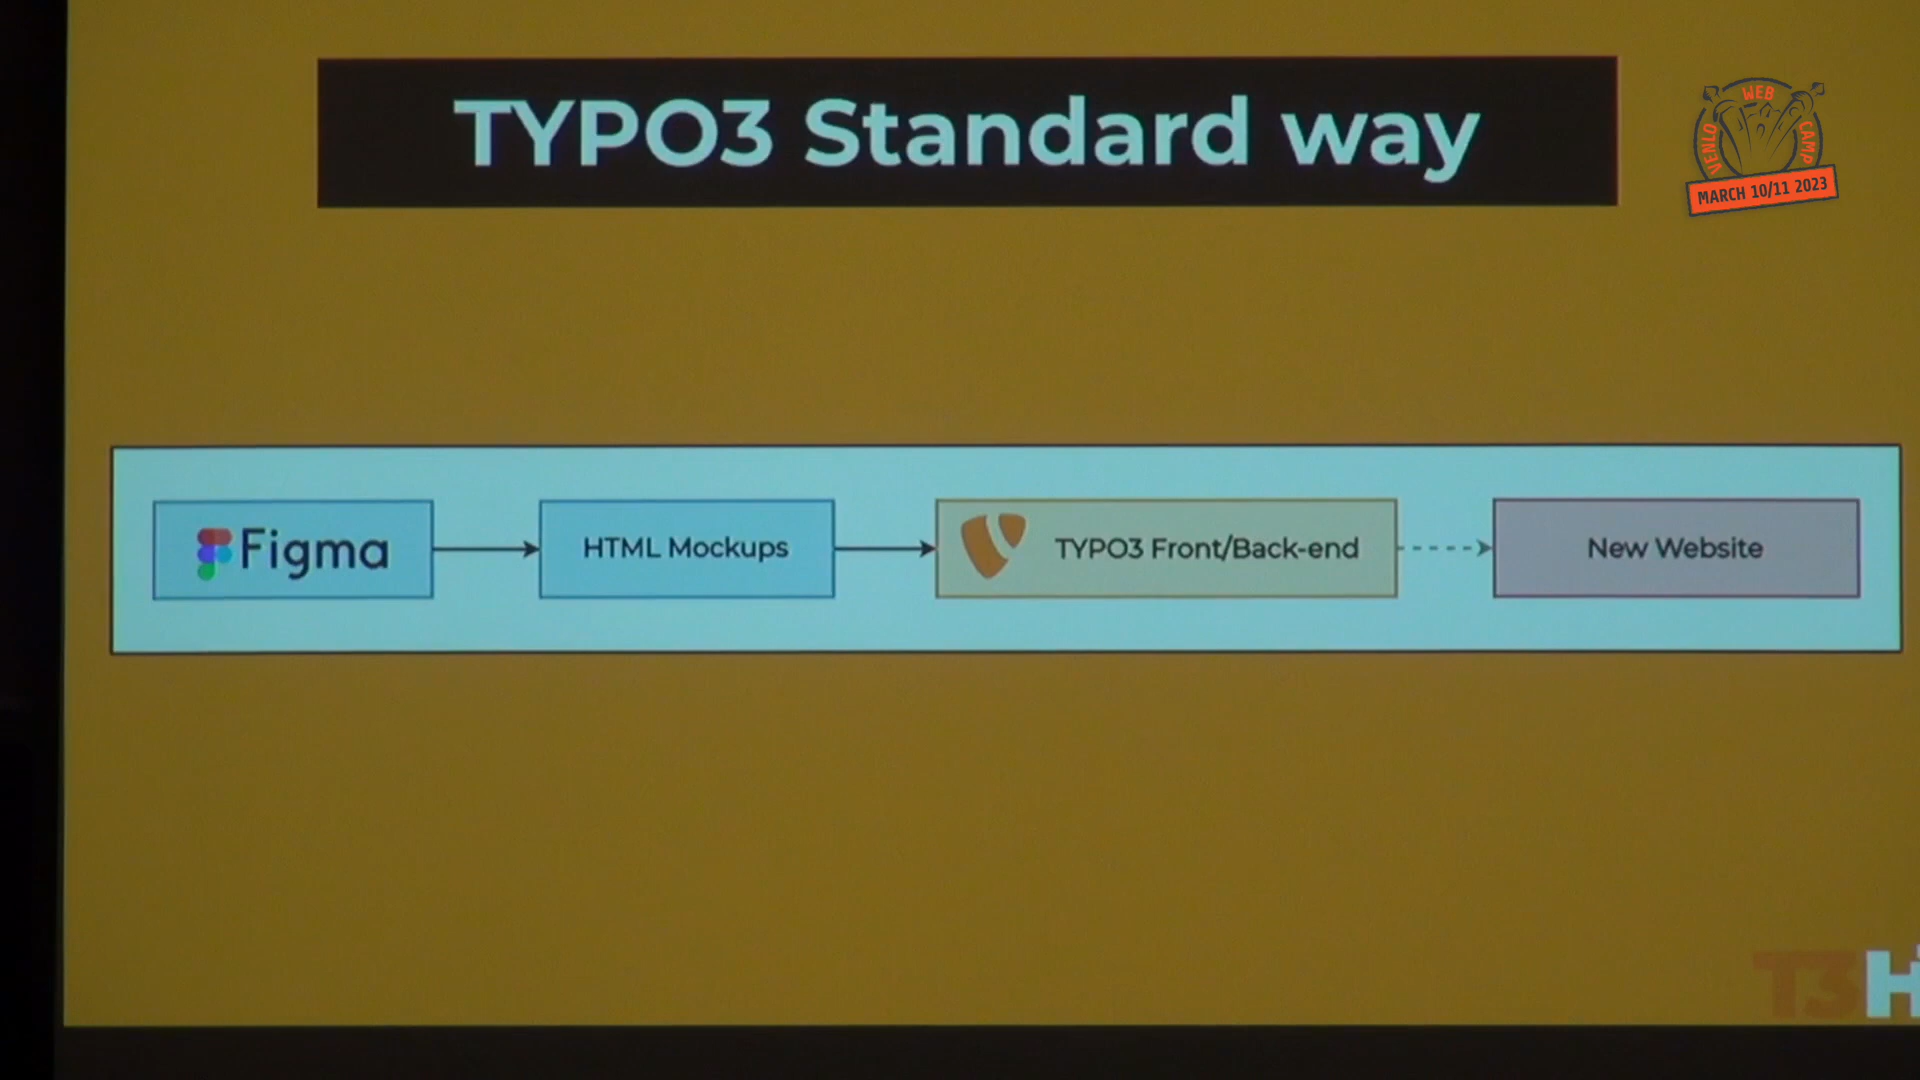 TYPO3 Standard way
VENLO WEB CAMP
MARCH 10/11 2023
Figma
HTML Mockups
TYPO3 Front/Back-end
New Website
T3H